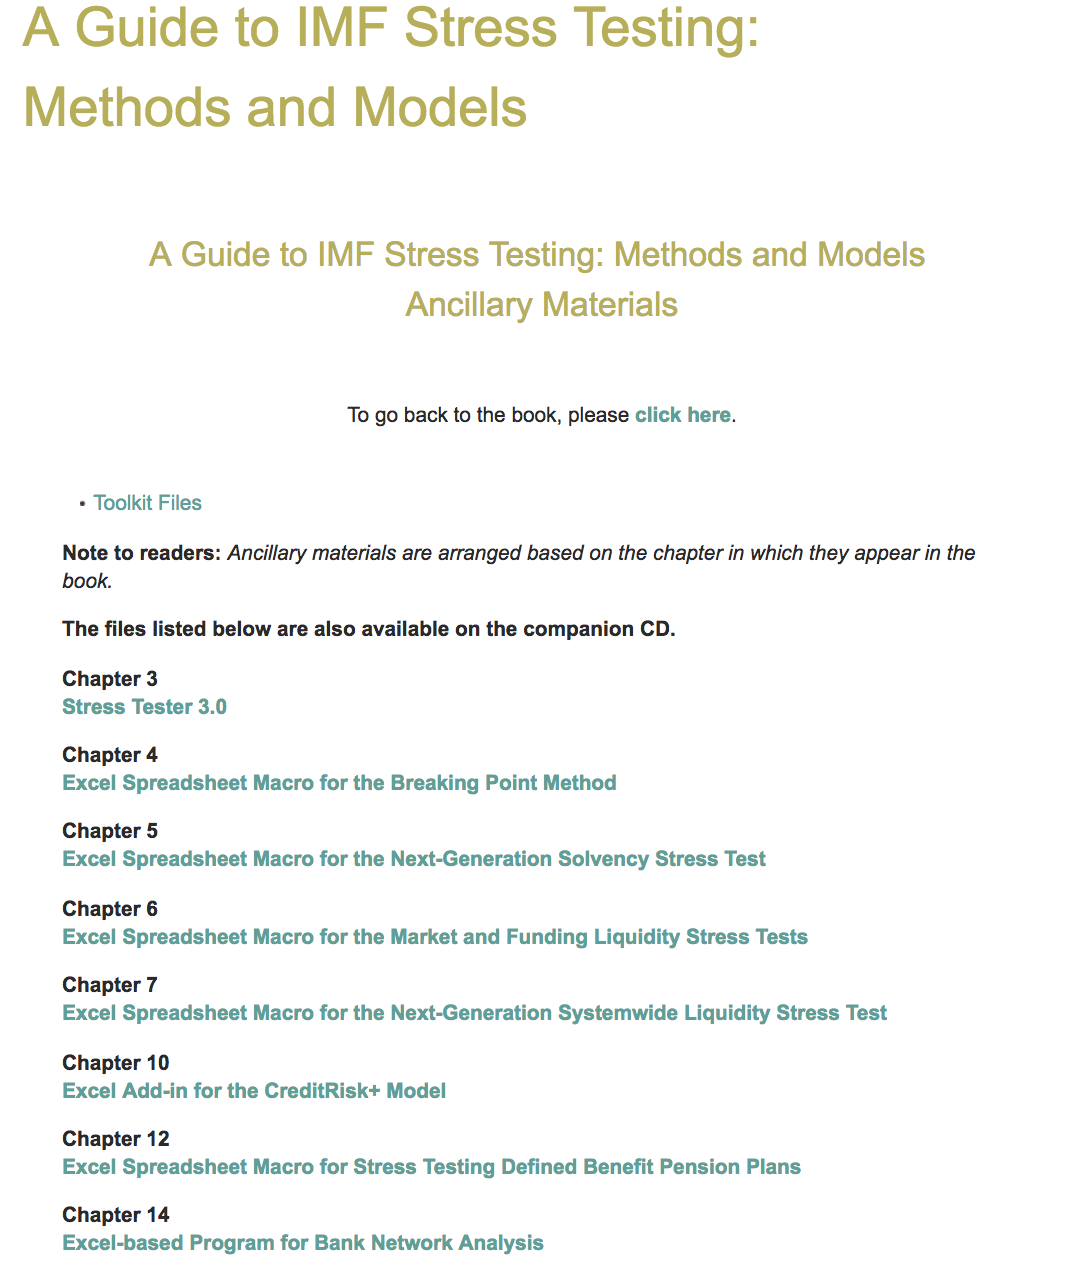 A Guide to IMF Stress Testing:
Methods and Models
A Guide to IMF Stress Testing: Methods and Models
Ancillary Materials
To go back to the book, please click here.
• Toolkit Files
Note to readers: Ancillary materials are arranged based on the chapter in which they appear in the
book.
The files listed below are also available on the companion CD.
Chapter 3
Stress Tester 3.0
Chapter 4
Excel Spreadsheet Macro for the Breaking Point Method
Chapter 5
Excel Spreadsheet Macro for the Next-Generation Solvency Stress Test
Chapter 6
Excel Spreadsheet Macro for the Market and Funding Liquidity Stress Tests
Chapter 7
Excel Spreadsheet Macro for the Next-Generation Systemwide Liquidity Stress Test
Chapter 10
Excel Add-in for the CreditRisk+ Model
Chapter 12
Excel Spreadsheet Macro for Stress Testing Defined Benefit Pension Plans
Chapter 14
Excel-based Program for Bank Network Analysis